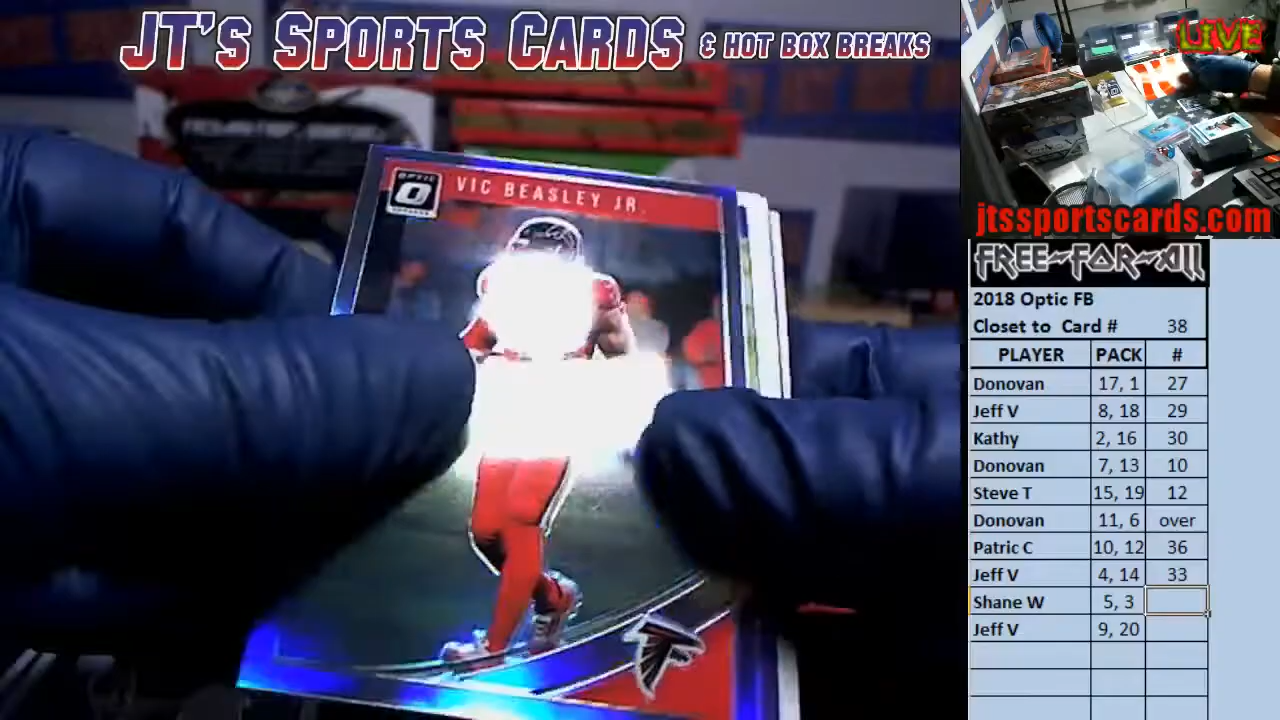 JT's Sports Cards & Hot Box Breaks
LIVE
jtssportscards.com
OPTIC
VIC BEASLEY JR.
FREE-FOR-ALL
2018 Optic FB
Closet to Card # 38
PLAYER PACK #
Donovan 17, 1 27
Jeff V 8, 18 29
Kathy 2, 16 30
Donovan 7, 13 10
Steve T 15, 19 12
Donovan 11, 6 over
Patric C 10, 12 36
Jeff V 4, 14 33
Shane W 5, 3
Jeff V 9, 20